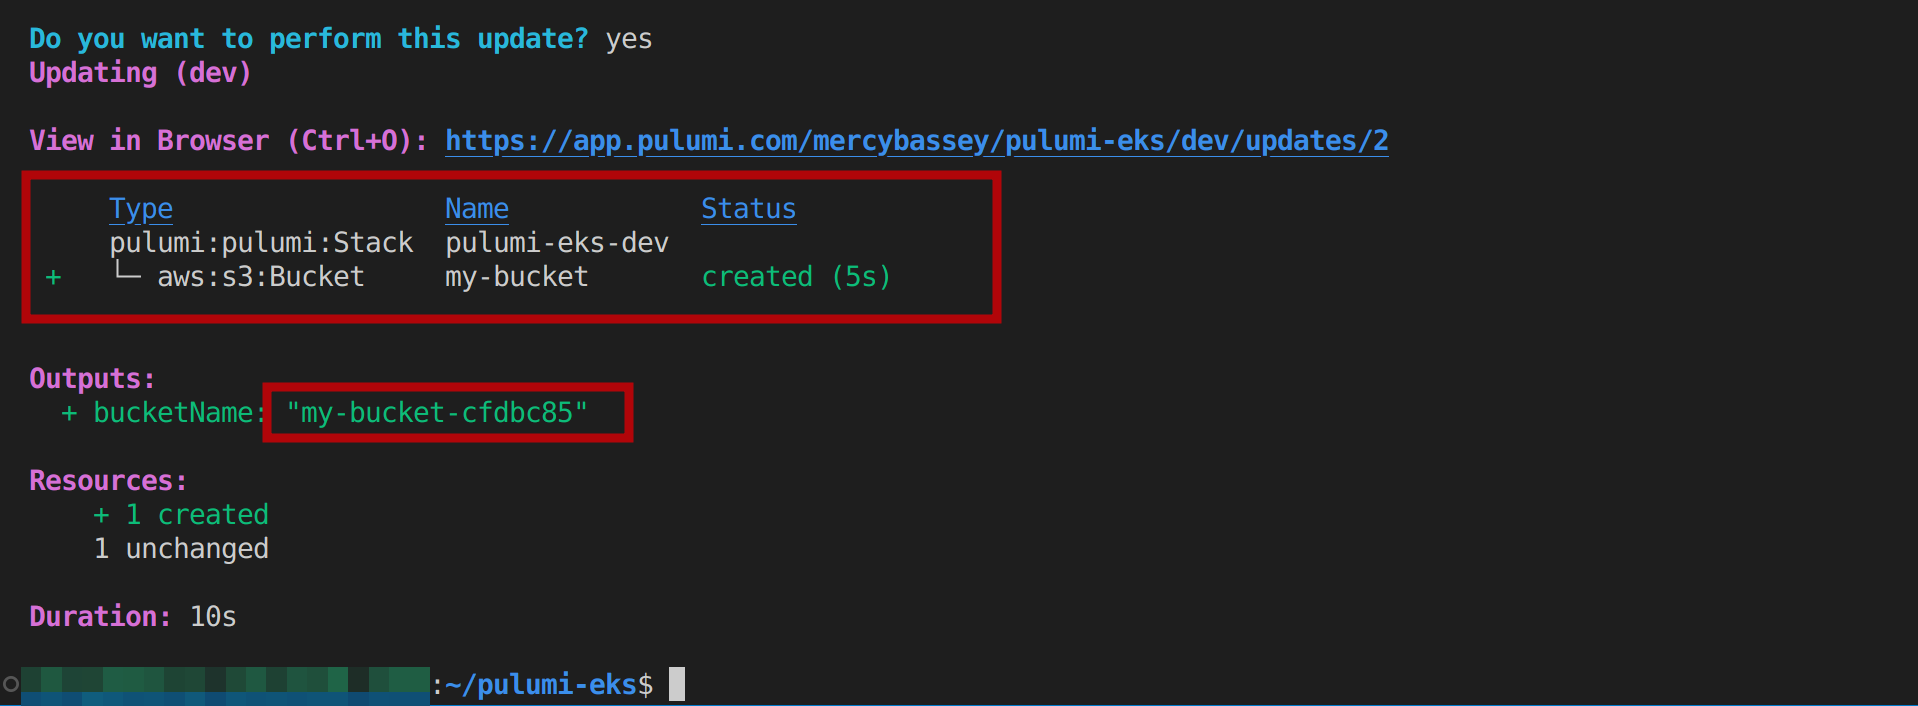 Do you want to perform this update? yes
Updating (dev)
View in Browser (Ctrl+O): https://app.pulumi.com/mercybassey/pulumi-eks/dev/updates/2
Type Name Status
pulumi:pulumi:Stack pulumi-eks-dev
+ └─ aws:s3:Bucket my-bucket created (5s)
Outputs:
+ bucketName: "my-bucket-cfdbc85"
Resources:
+ 1 created
1 unchanged
Duration: 10s
:~/pulumi-eks$